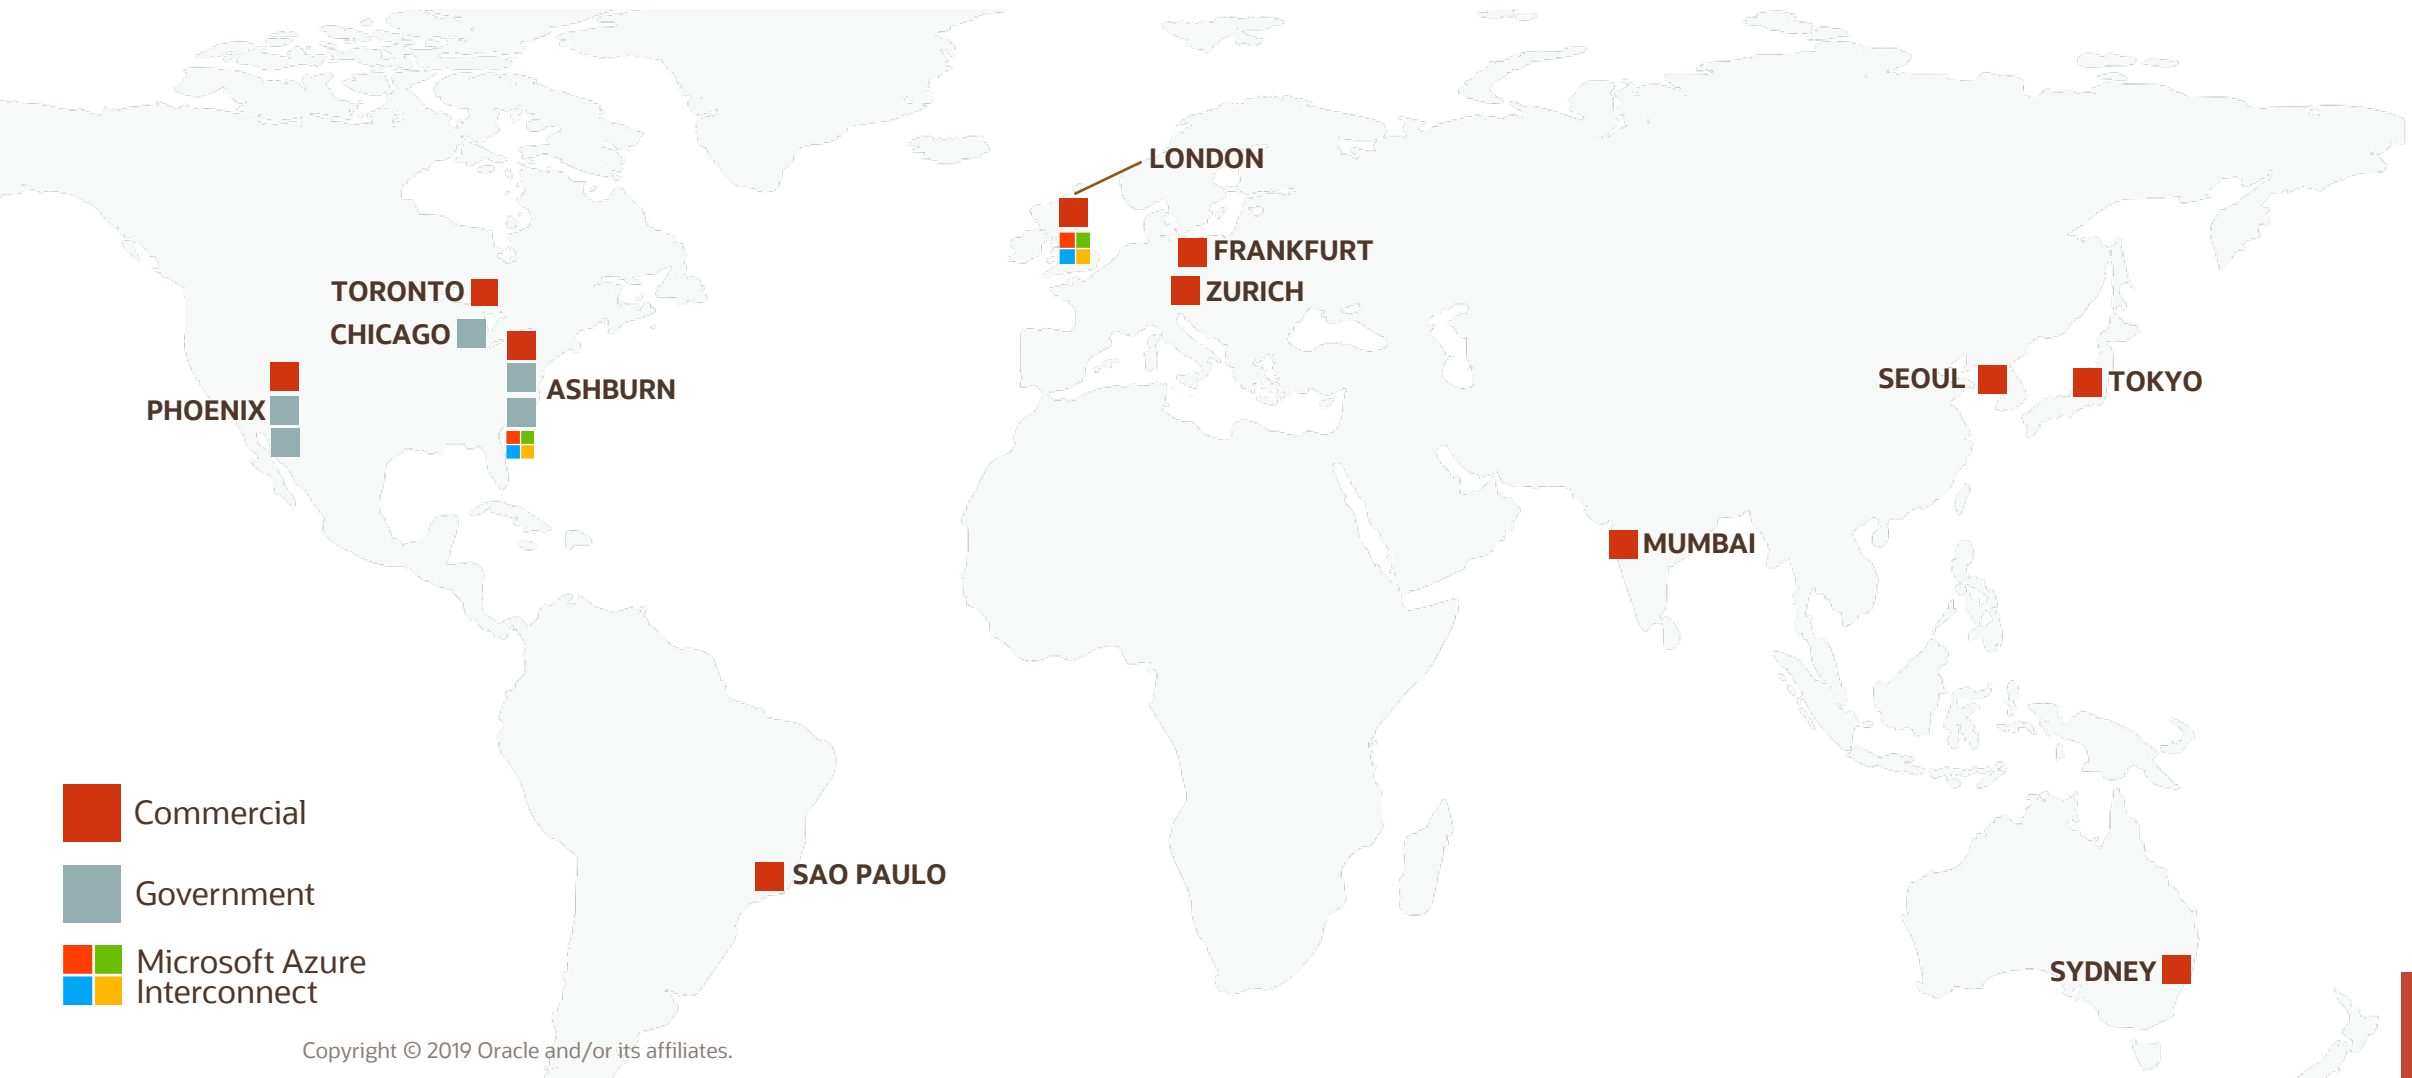 LONDON
FRANKFURT
TORONTO
ZURICH
CHICAGO
ASHBURN
SEOUL
TOKYO
PHOENIX
MUMBAI
Commercial
SAO PAULO
Government
Microsoft Azure
Interconnect
SYDNEY
Copyright © 2019 Oracle and/or its affiliates.